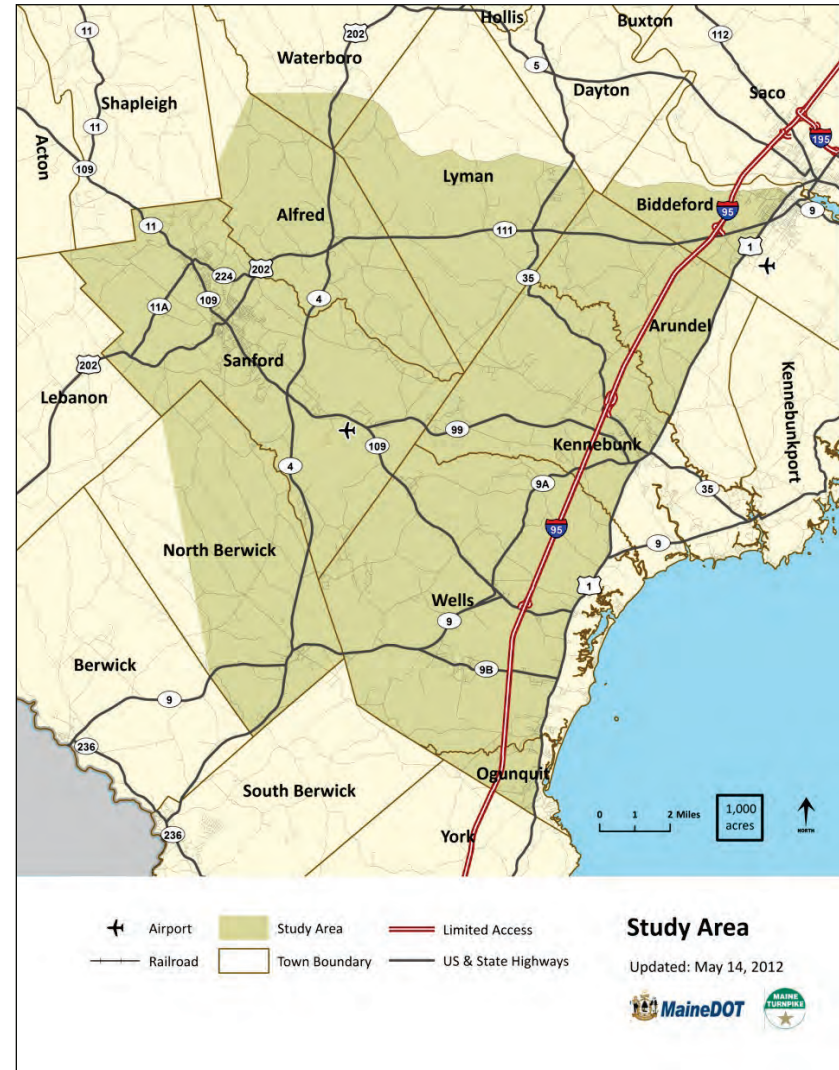 Hollis
Buxton
11
202
112
Waterboro
5
Shapleigh
Dayton
Saco
11
195
Acton
109
Lyman
Biddeford
95
9
11
Alfred
111
1
224
202
35
109
11A
4
Arundel
202
Sanford
Lebanon
Kennebunkport
99
109
Kennebunk
4
9A
35
95
9
North Berwick
1
Wells
9
Berwick
9B
9
236
Ogunquit
South Berwick
0 1 2 Miles
1,000
acres
NORTH
236
York
Airport
Study Area
Limited Access
Railroad
Town Boundary
US & State Highways
Study Area
Updated: May 14, 2012
MaineDOT
MAINE
TURNPIKE